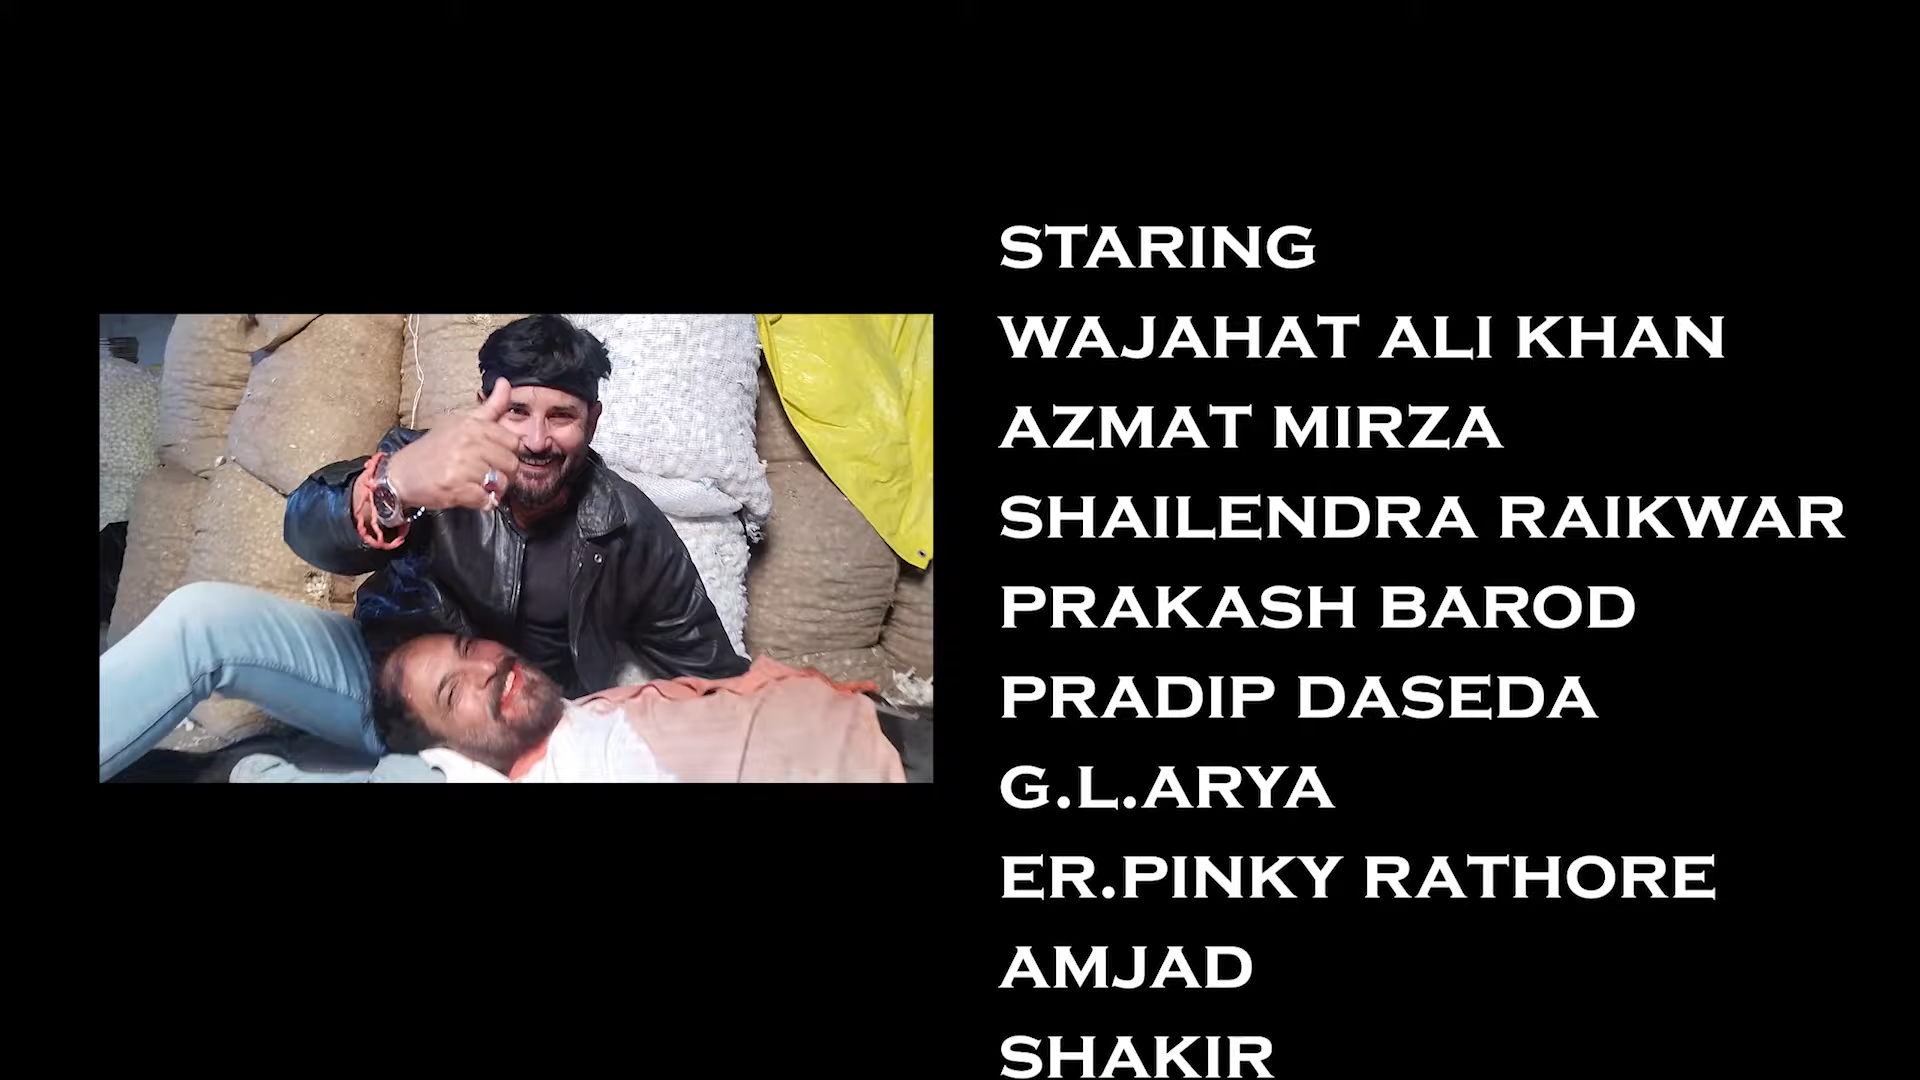 STARING
WAJAHAT ALI KHAN
AZMAT MIRZA
SHAILENDRA RAIKWAR
PRAKASH BAROD
PRADIP DASEDA
G.L.ARYA
ER.PINKY RATHORE
AMJAD
SHAKIR